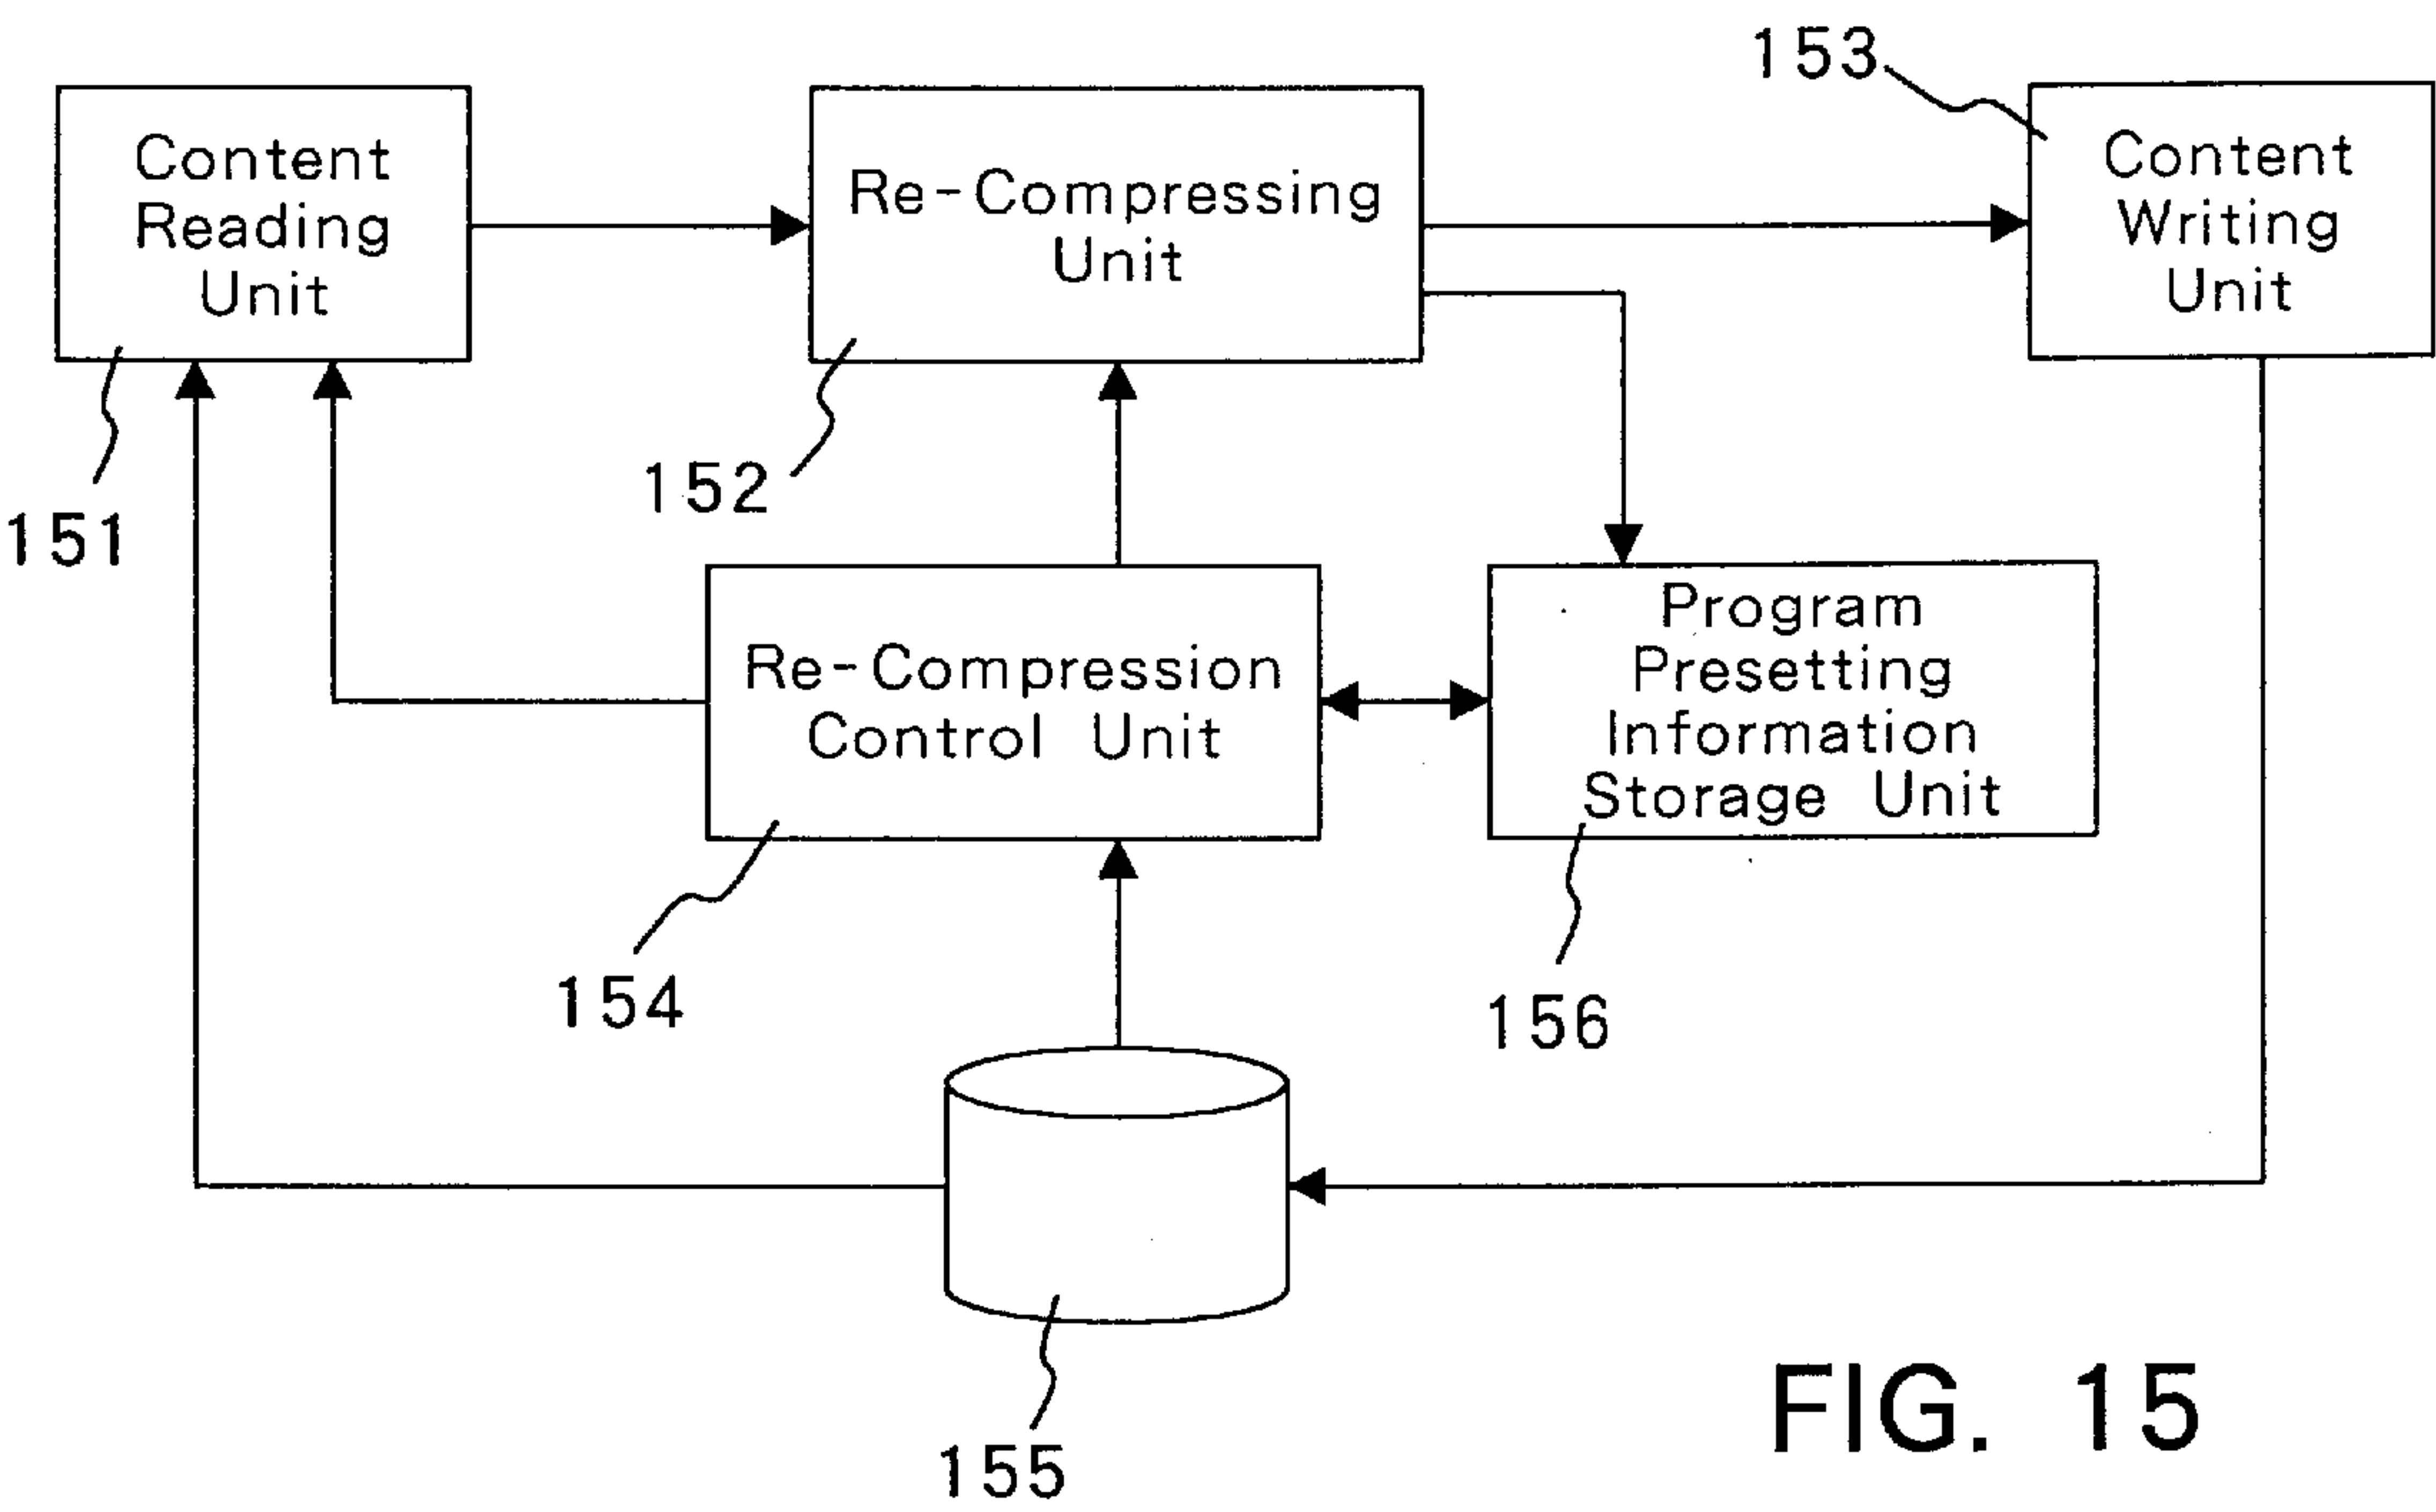 153
Content
Reading
Unit
Re-Compressing
Unit
Content
Writing
Unit
151
152
Re-Compression
Control Unit
Program
Presetting
Information
Storage Unit
154
156
155
FIG. 15